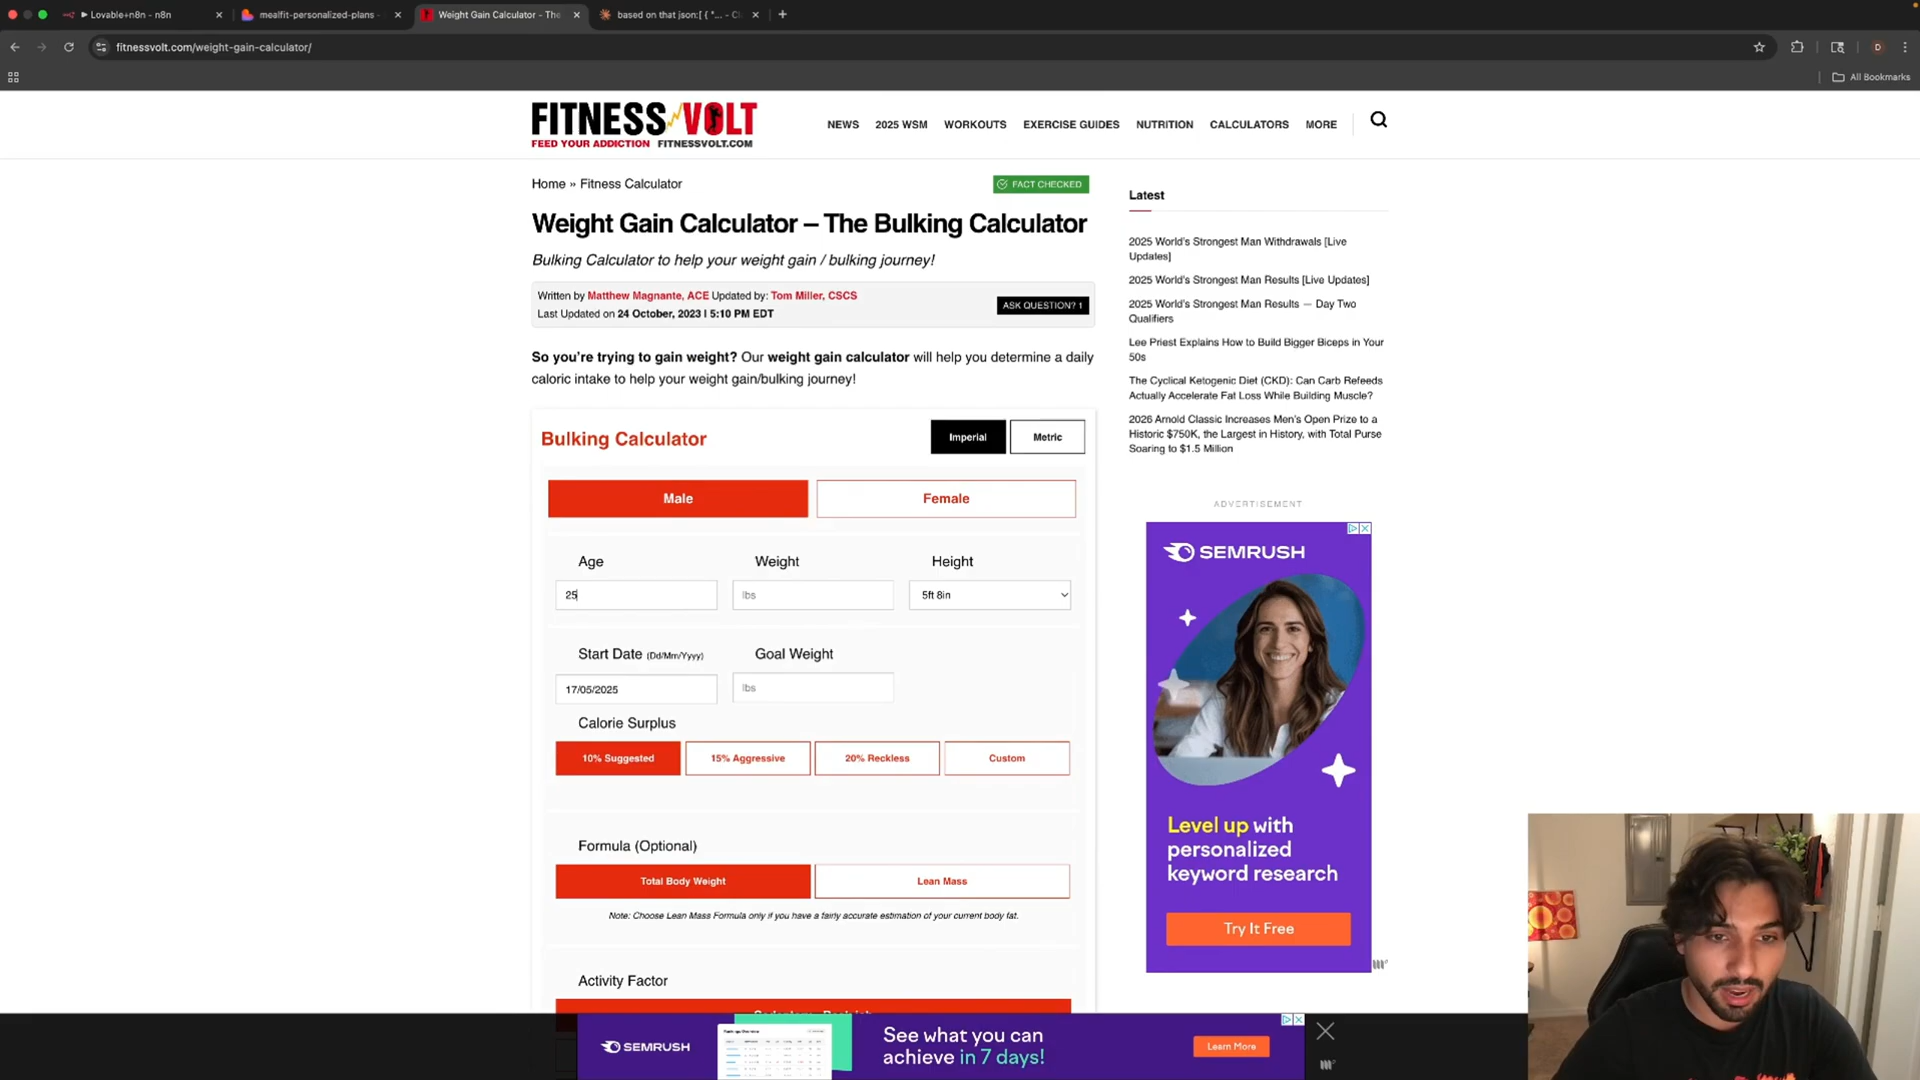 Lovable+n8n - n8n
mealfit-personalized-plans -
Weight Gain Calculator - The
based on that json:[ { "... - Cl
fitnessvolt.com/weight-gain-calculator/
D
All Bookmarks
FITNESS VOLT
FEED YOUR ADDICTION FITNESSVOLT.COM
NEWS
2025 WSM
WORKOUTS
EXERCISE GUIDES
NUTRITION
CALCULATORS
MORE
Home » Fitness Calculator
FACT CHECKED
Weight Gain Calculator – The Bulking Calculator
Bulking Calculator to help your weight gain / bulking journey!
Written by Matthew Magnante, ACE Updated by: Tom Miller, CSCS
Last Updated on 24 October, 2023 | 5:10 PM EDT
ASK QUESTION? 1
So you're trying to gain weight? Our weight gain calculator will help you determine a daily
caloric intake to help your weight gain/bulking journey!
Bulking Calculator
Imperial
Metric
Male
Female
Age
Weight
Height
25
lbs
5ft 8in
Start Date (Dd/Mm/Yyyy)
Goal Weight
17/05/2025
lbs
Calorie Surplus
10% Suggested
15% Aggressive
20% Reckless
Custom
Formula (Optional)
Total Body Weight
Lean Mass
Note: Choose Lean Mass Formula only if you have a fairly accurate estimation of your current body fat.
Activity Factor
Latest
2025 World's Strongest Man Withdrawals [Live
Updates]
2025 World's Strongest Man Results [Live Updates]
2025 World's Strongest Man Results — Day Two
Qualifiers
Lee Priest Explains How to Build Bigger Biceps in Your
50s
The Cyclical Ketogenic Diet (CKD): Can Carb Refeeds
Actually Accelerate Fat Loss While Building Muscle?
2026 Arnold Classic Increases Men's Open Prize to a
Historic $750K, the Largest in History, with Total Purse
Soaring to $1.5 Million
ADVERTISEMENT
SEMRUSH
Level up with
personalized
keyword research
Try It Free
SEMRUSH
See what you can
achieve in 7 days!
Learn More